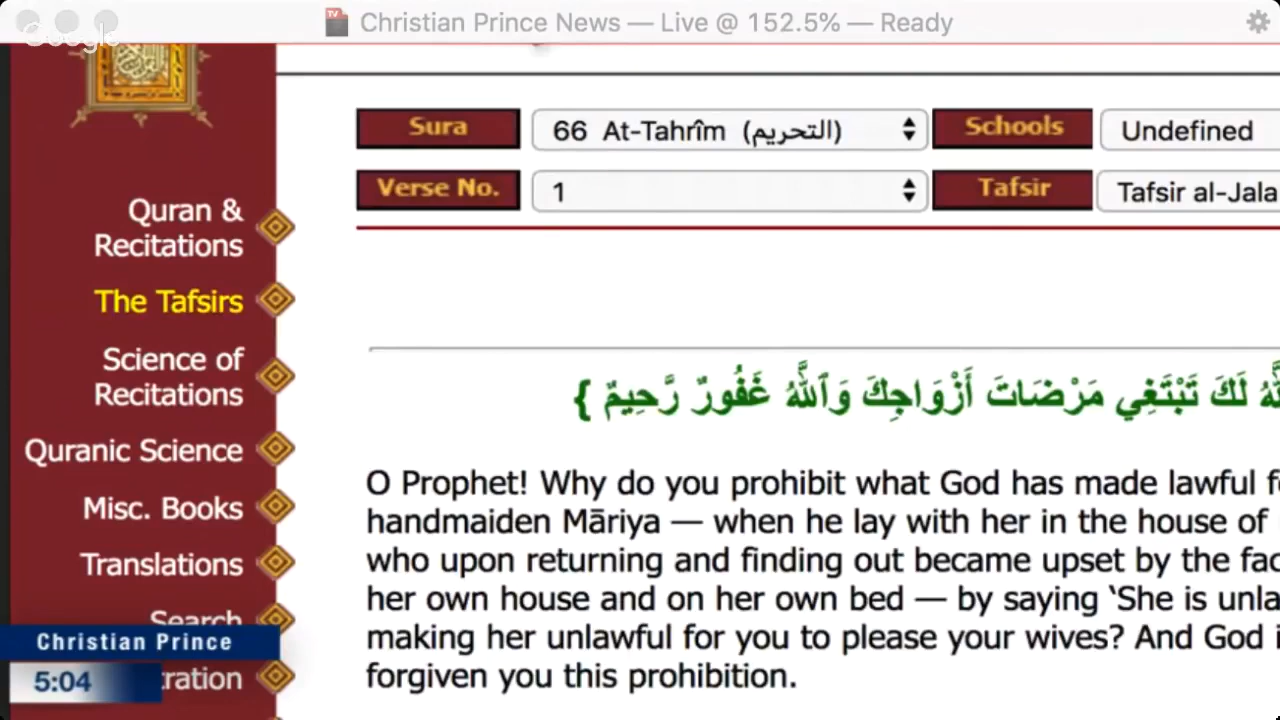 Christian Prince News — Live @ 152.5% — Ready
Google
Sura
66 At-Tahrîm (التحريم)
Schools
Undefined
Verse No.
1
Tafsir
Tafsir al-Jala
Quran &
Recitations
The Tafsirs
Science of
Recitations
Quranic Science
Misc. Books
Translations
Search
لَكَ تَبْتَغِي مَرْضَاتَ أَزْوَاجِكَ وَٱللَّهُ غَفُورٌ رَّحِيمٌ }
O Prophet! Why do you prohibit what God has made lawful f
handmaiden Māriya — when he lay with her in the house of
who upon returning and finding out became upset by the fac
her own house and on her own bed — by saying ‘She is unla
making her unlawful for you to please your wives? And God i
forgiven you this prohibition.
Christian Prince
5:04
tration